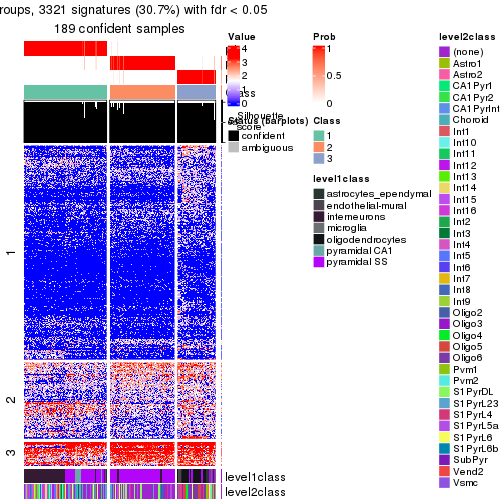 roups, 3321 signatures (30.7%) with fdr < 0.05
189 confident samples
1
2
3
level1class
level2class
Value
4
3
2
1
0
Silhouette
score
Status (barplots)
confident
ambiguous
Prob
1
0.5
0
Class
1
2
3
level1class
astrocytes_ependymal
endothelial-mural
interneurons
microglia
oligodendrocytes
pyramidal CA1
pyramidal SS
level2class
(none)
Astro1
Astro2
CA1Pyr1
CA1Pyr2
CA1PyrInt
Choroid
Int1
Int10
Int11
Int12
Int13
Int14
Int15
Int16
Int2
Int3
Int4
Int5
Int6
Int7
Int8
Int9
Oligo2
Oligo3
Oligo4
Oligo5
Oligo6
Pvm1
Pvm2
S1PyrDL
S1PyrL23
S1PyrL4
S1PyrL5a
S1PyrL6
S1PyrL6b
SubPyr
Vend2
Vsmc